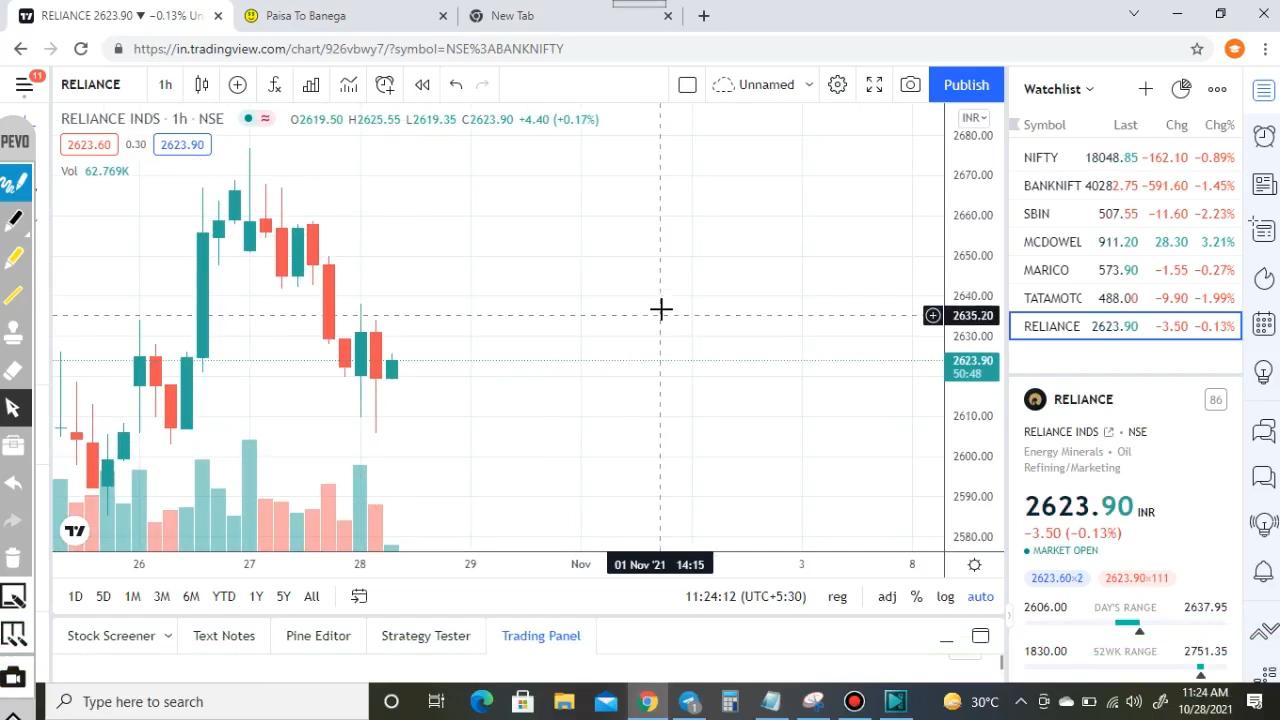 RELIANCE 2623.90 ▼ −0.13% Un
Paisa To Banega
New Tab
https://in.tradingview.com/chart/926vbwy7/?symbol=NSE%3ABANKNIFTY
11
RELIANCE
1h
Unnamed
Publish
Watchlist
RELIANCE INDS · 1h · NSE
O2619.50 H2625.55 L2619.35 C2623.90 +4.40 (+0.17%)
2623.60 0.30 2623.90
Vol 62.769K
PEVO
INR
2680.00
2670.00
2660.00
2650.00
2640.00
2635.20
2630.00
2623.90
50:48
2610.00
2600.00
2590.00
2580.00
26 27 28 29 Nov 01 Nov '21 14:15 3 8
1D 5D 1M 3M 6M YTD 1Y 5Y All
11:24:12 (UTC+5:30) reg adj % log auto
Stock Screener Text Notes Pine Editor Strategy Tester Trading Panel
Symbol Last Chg Chg%
NIFTY 18048.85 −162.10 −0.89%
BANKNIFT 40282.75 −591.60 −1.45%
SBIN 507.55 −11.60 −2.23%
MCDOWEL 911.20 28.30 3.21%
MARICO 573.90 −1.55 −0.27%
TATAMOTC 488.00 −9.90 −1.99%
RELIANCE 2623.90 −3.50 −0.13%
RELIANCE 86
RELIANCE INDS · NSE
Energy Minerals · Oil
Refining/Marketing
2623.90 INR
−3.50 (−0.13%)
MARKET OPEN
2623.60×2 2623.90×111
2606.00 DAY'S RANGE 2637.95
1830.00 52WK RANGE 2751.35
Type here to search
1
30°C
11:24 AM
10/28/2021